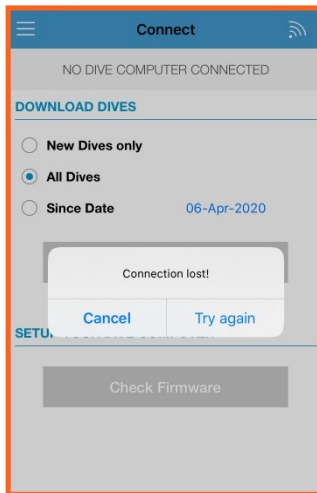 Connect
NO DIVE COMPUTER CONNECTED
DOWNLOAD DIVES
New Dives only
All Dives
Since Date 06-Apr-2020
Connection lost!
Cancel Try again
Check Firmware